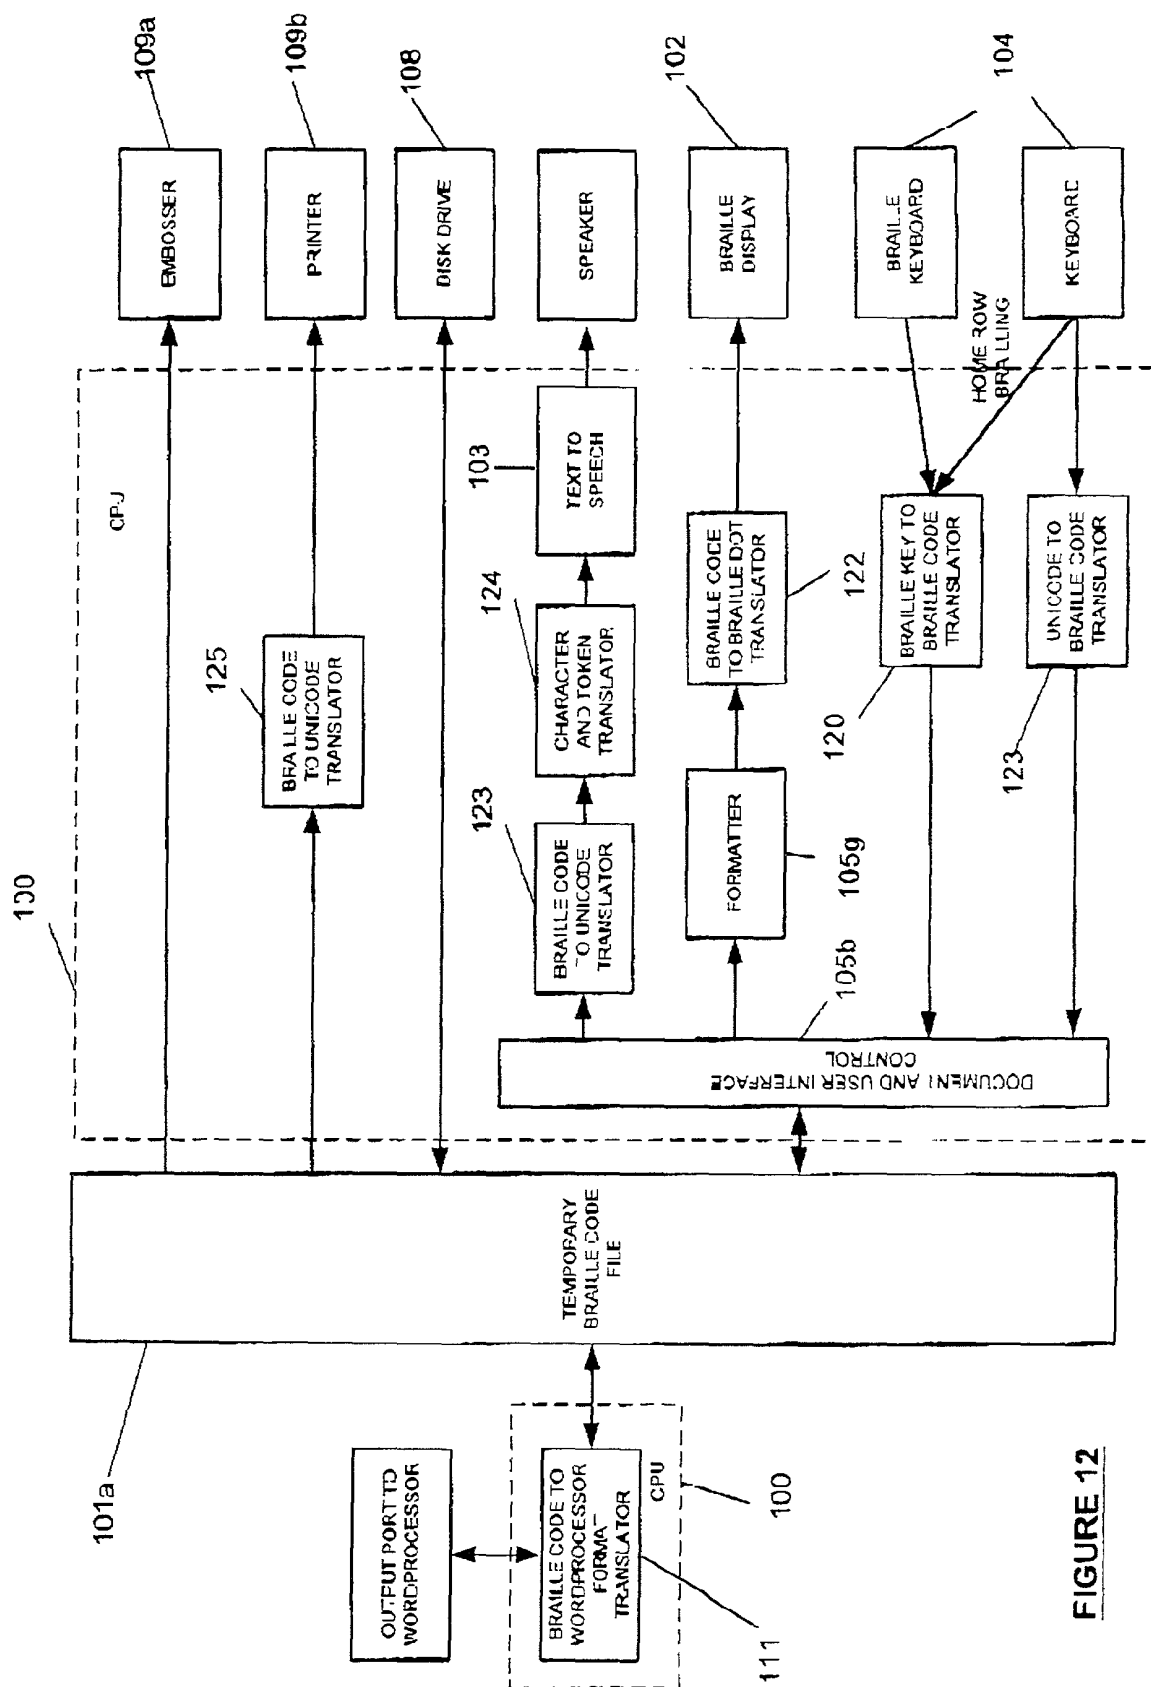 OUTPUT PORT TO
WORDPROCESSOR
BRAILLE CODE TO
WORDPROCESSOR
FORMAT
TRANSLATOR
CPU
111
100
101a
TEMPORARY
BRAILLE CODE
FILE
DOCUMENT AND USER INTERFACE
CONTROL
105b
100
CPU
BRAILLE CODE
TO UNICODE
TRANSLATOR
125
BRAILLE CODE
TO UNICODE
TRANSLATOR
123
CHARACTER
AND TOKEN
TRANSLATOR
124
TEXT TO
SPEECH
103
FORMATTER
105g
BRAILLE CODE
TO BRAILLE DOT
TRANSLATOR
122
BRAILLE KEY TO
BRAILLE CODE
TRANSLATOR
120
UNICODE TO
BRAILLE CODE
TRANSLATOR
123
HOME ROW
BRAILLING
EMBOSSER
109a
PRINTER
109b
DISK DRIVE
108
SPEAKER
BRAILLE
DISPLAY
102
BRAILLE
KEYBOARD
KEYBOARD
104
FIGURE 12